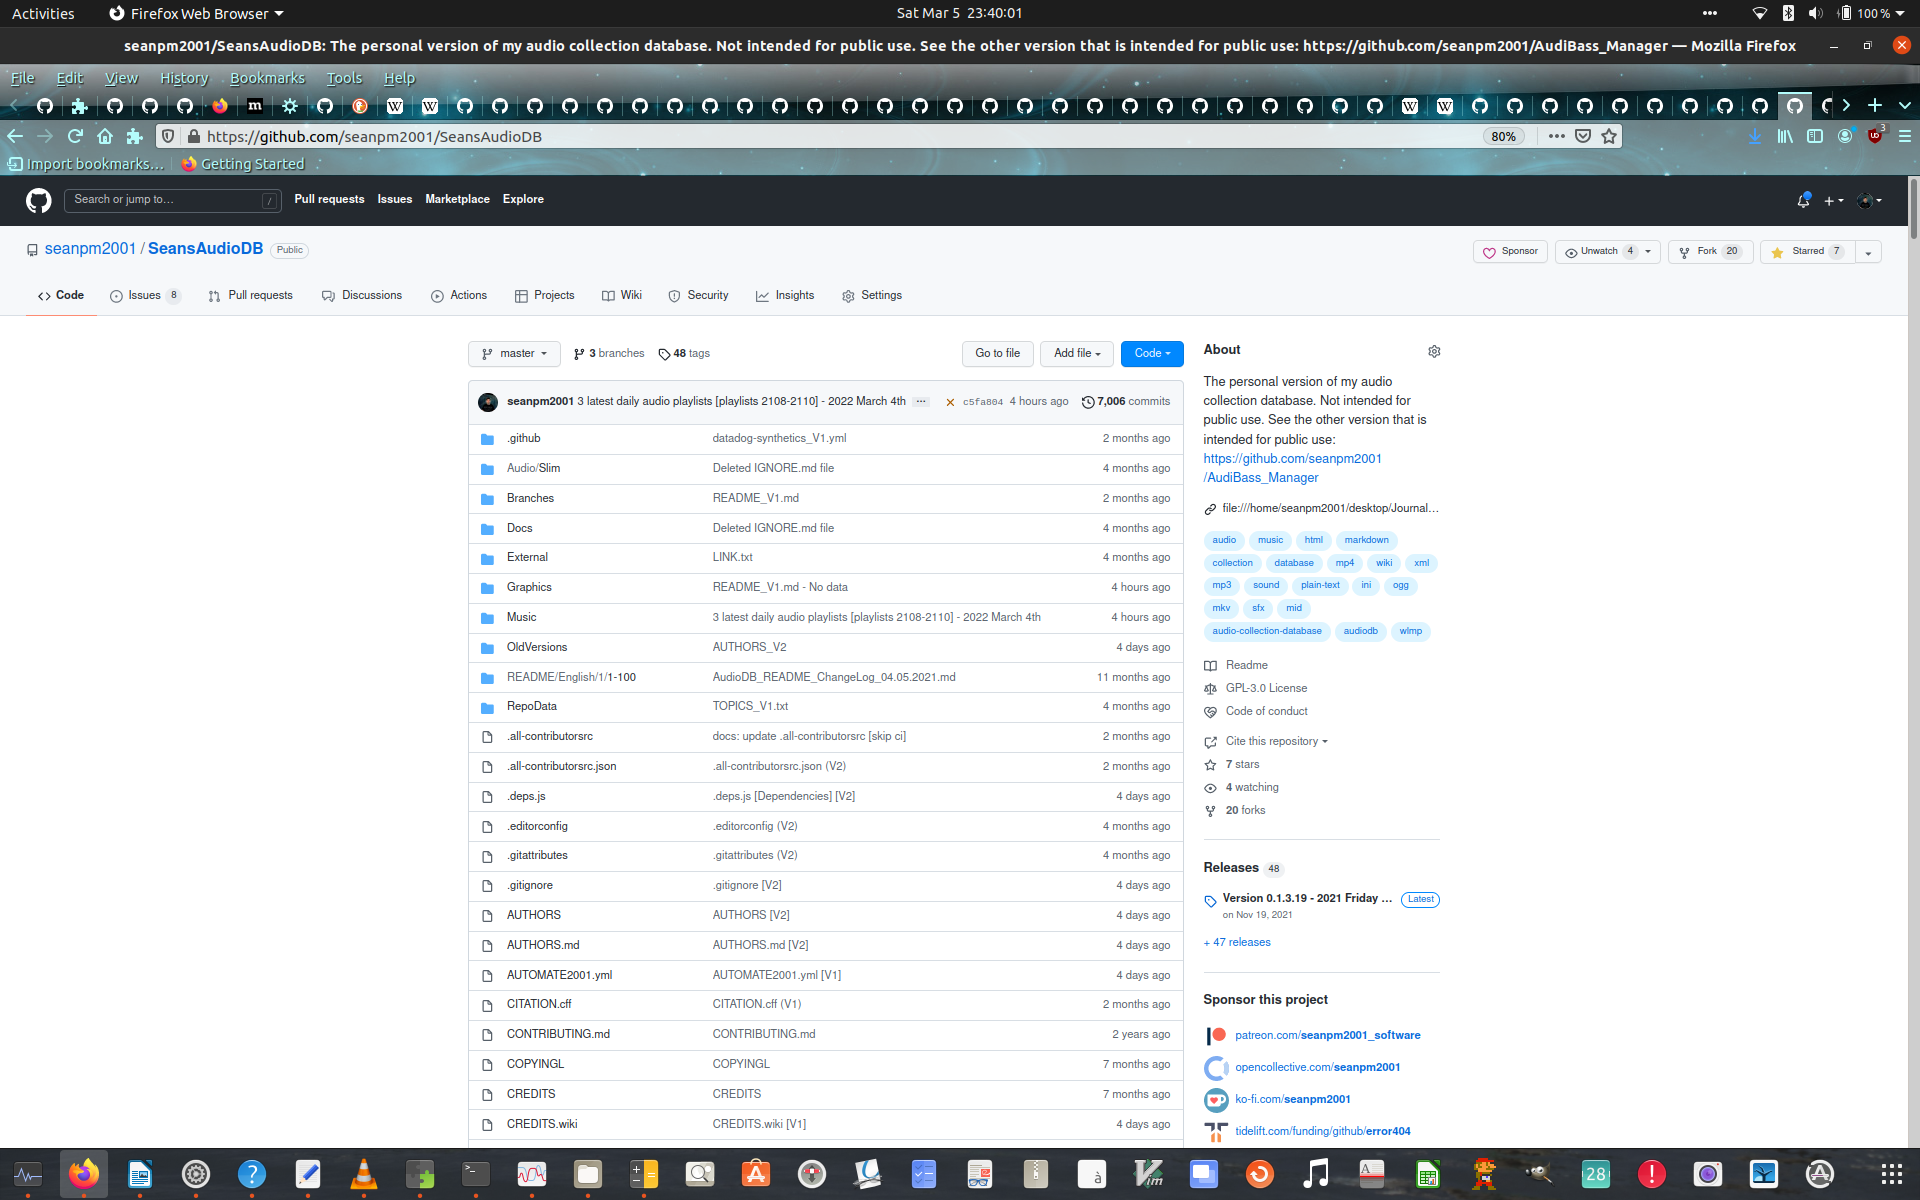 Activities
Firefox Web Browser
Sat Mar 5 23:40:01
100 %
seanpm2001/SeansAudioDB: The personal version of my audio collection database. Not intended for public use. See the other version that is intended for public use: https://github.com/seanpm2001/AudiBass_Manager — Mozilla Firefox
File Edit View History Bookmarks Tools Help
https://github.com/seanpm2001/SeansAudioDB
80%
3
Import bookmarks…
Getting Started
Search or jump to…
/
Pull requests Issues Marketplace Explore
seanpm2001 / SeansAudioDB Public
Sponsor
Unwatch 4
Fork 20
Starred 7
Code
Issues 8
Pull requests
Discussions
Actions
Projects
Wiki
Security
Insights
Settings
master
3 branches
48 tags
Go to file
Add file
Code
seanpm2001 3 latest daily audio playlists [playlists 2108-2110] - 2022 March 4th ... c5fa804 4 hours ago 7,006 commits
.github datadog-synthetics_V1.yml 2 months ago
Audio/Slim Deleted IGNORE.md file 4 months ago
Branches README_V1.md 2 months ago
Docs Deleted IGNORE.md file 4 months ago
External LINK.txt 4 months ago
Graphics README_V1.md - No data 4 hours ago
Music 3 latest daily audio playlists [playlists 2108-2110] - 2022 March 4th 4 hours ago
OldVersions AUTHORS_V2 4 days ago
README/English/1/1-100 AudioDB_README_ChangeLog_04.05.2021.md 11 months ago
RepoData TOPICS_V1.txt 4 months ago
.all-contributorsrc docs: update .all-contributorsrc [skip ci] 2 months ago
.all-contributorsrc.json .all-contributorsrc.json (V2) 2 months ago
.deps.js .deps.js [Dependencies] [V2] 4 days ago
.editorconfig .editorconfig (V2) 4 months ago
.gitattributes .gitattributes (V2) 4 months ago
.gitignore .gitignore [V2] 4 days ago
AUTHORS AUTHORS [V2] 4 days ago
AUTHORS.md AUTHORS.md [V2] 4 days ago
AUTOMATE2001.yml AUTOMATE2001.yml [V1] 4 days ago
CITATION.cff CITATION.cff (V1) 2 months ago
CONTRIBUTING.md CONTRIBUTING.md 2 years ago
COPYINGL COPYINGL 7 months ago
CREDITS CREDITS 7 months ago
CREDITS.wiki CREDITS.wiki [V1] 4 days ago
About
The personal version of my audio
collection database. Not intended for
public use. See the other version that is
intended for public use:
https://github.com/seanpm2001
/AudiBass_Manager
file:///home/seanpm2001/desktop/Journal…
audio music html markdown
collection database mp4 wiki xml
mp3 sound plain-text ini ogg
mkv sfx mid
audio-collection-database audiodb wlmp
Readme
GPL-3.0 License
Code of conduct
Cite this repository
7 stars
4 watching
20 forks
Releases 48
Version 0.1.3.19 - 2021 Friday ... Latest
on Nov 19, 2021
+ 47 releases
Sponsor this project
patreon.com/seanpm2001_software
opencollective.com/seanpm2001
ko-fi.com/seanpm2001
tidelift.com/funding/github/error404
28